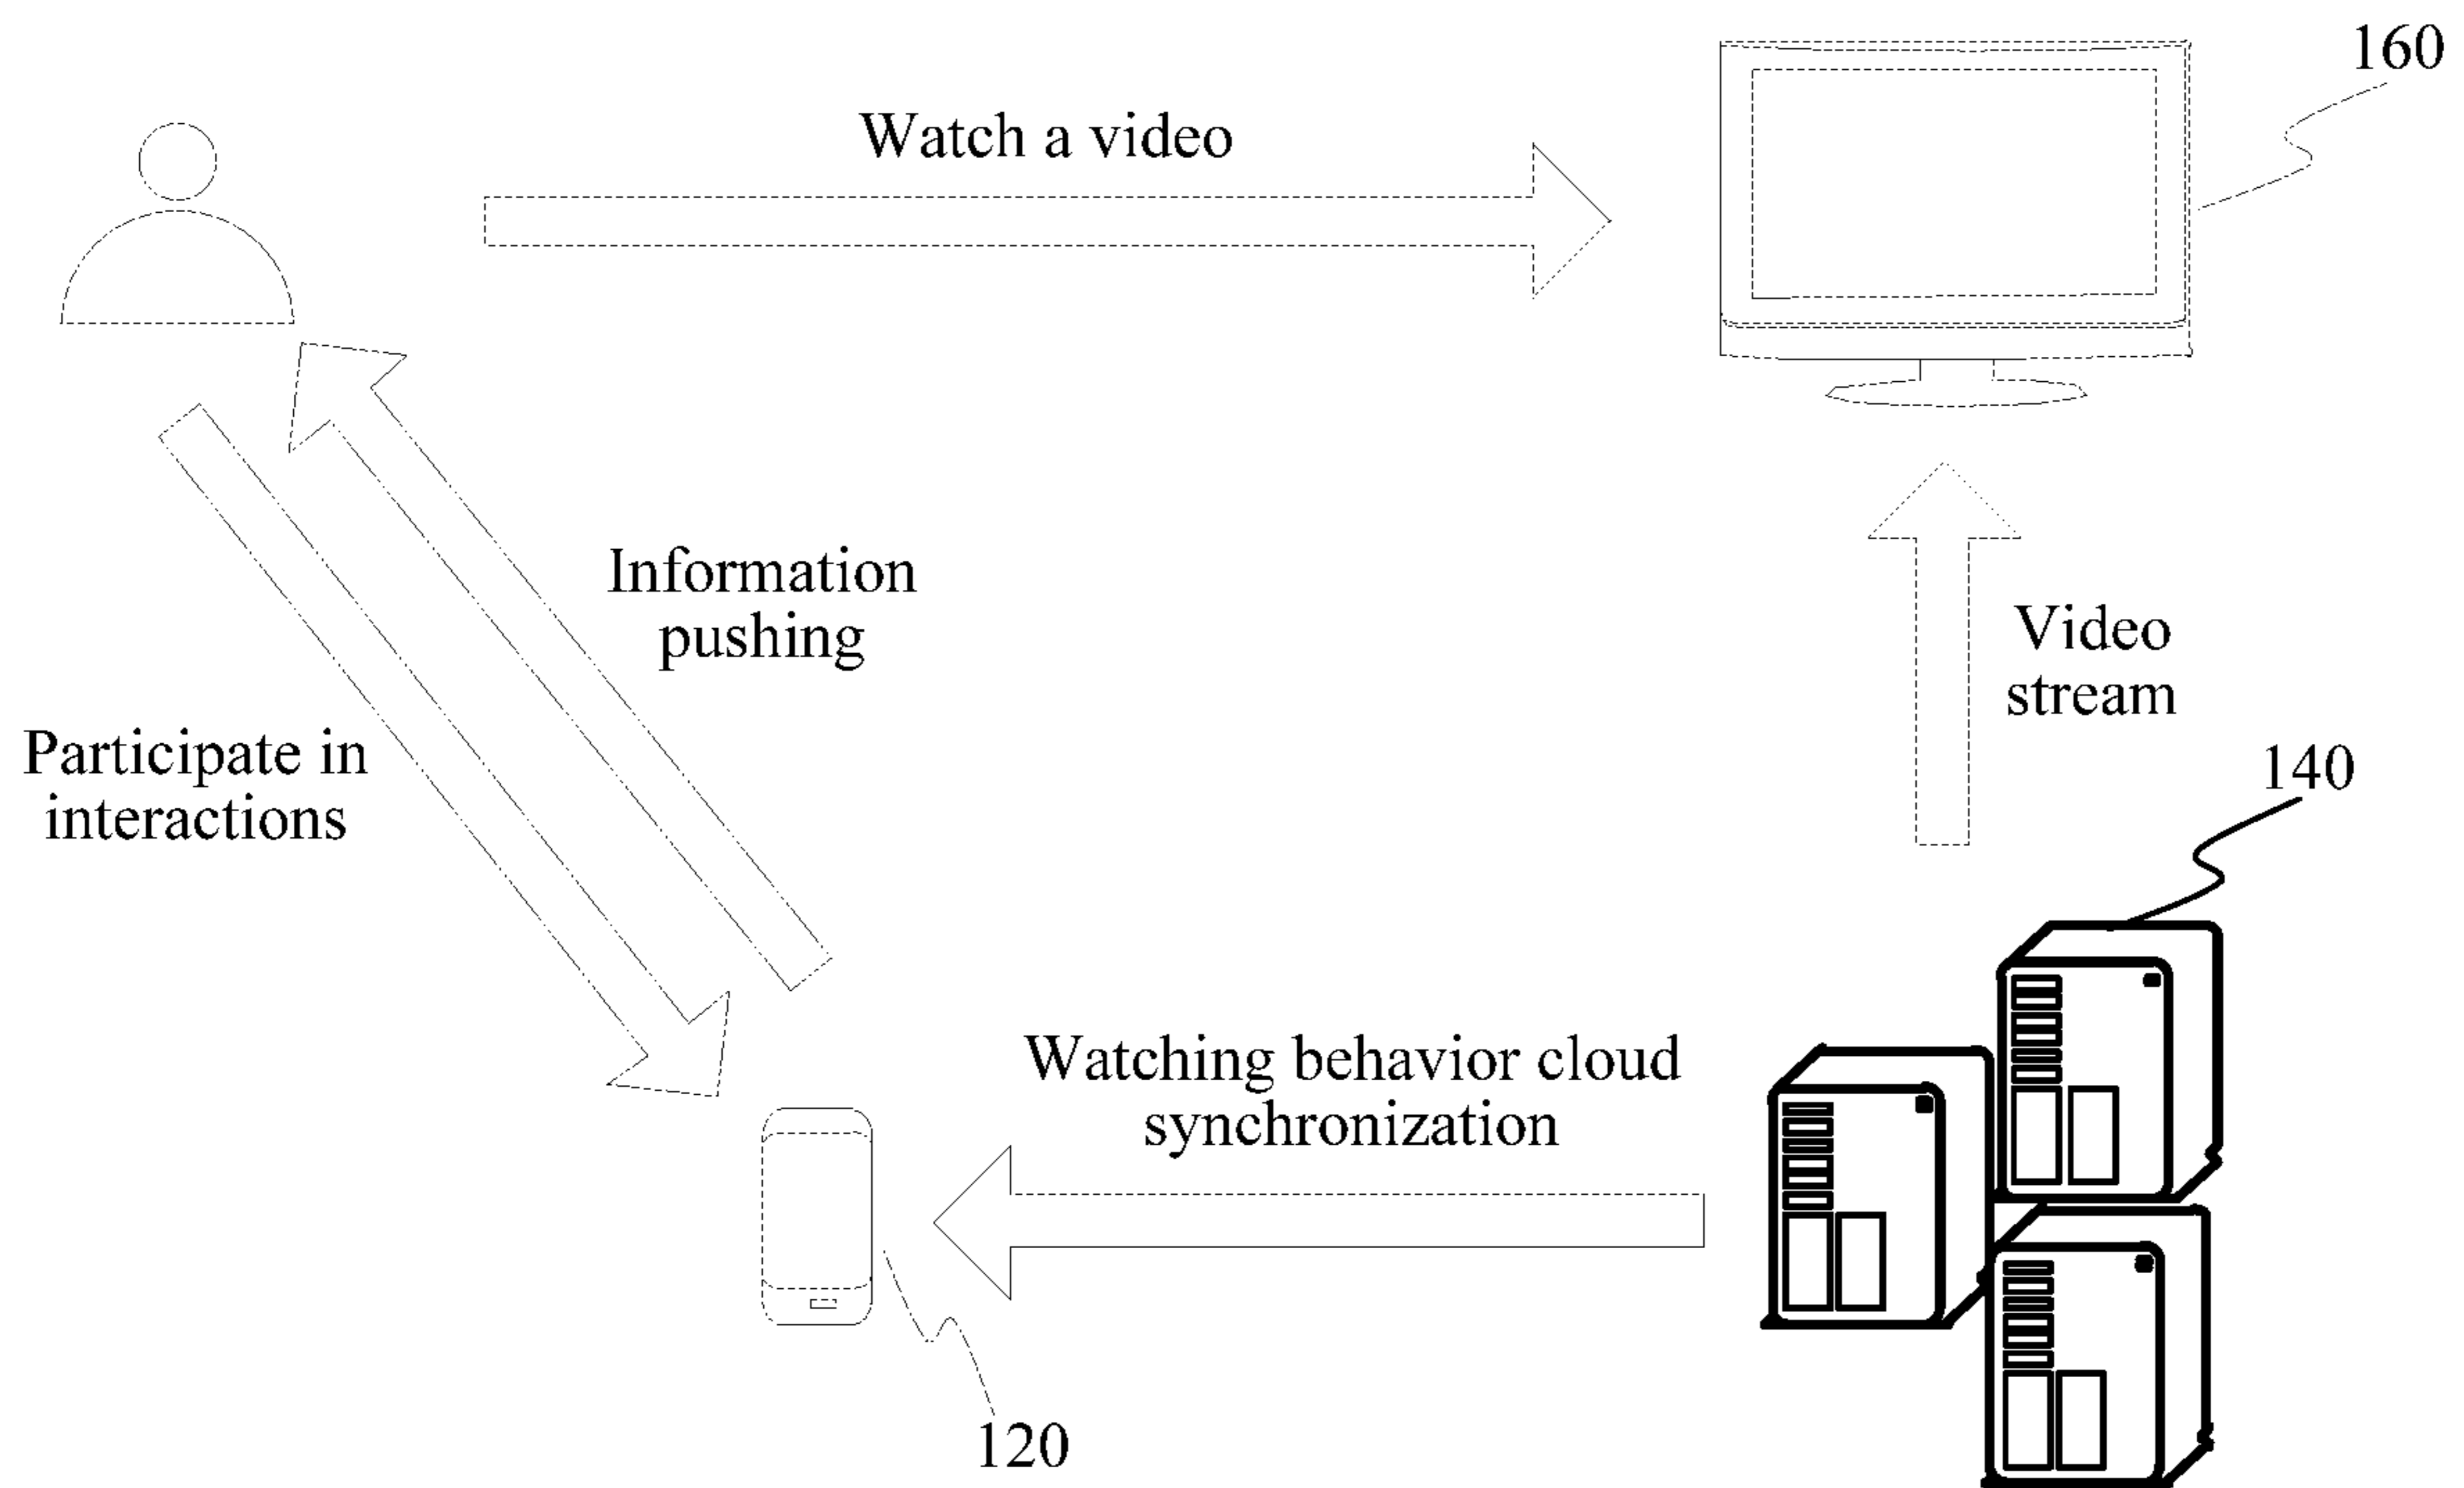 160
Watch a video
Information
pushing
Video
stream
Participate in
interactions
140
Watching behavior cloud
synchronization
120